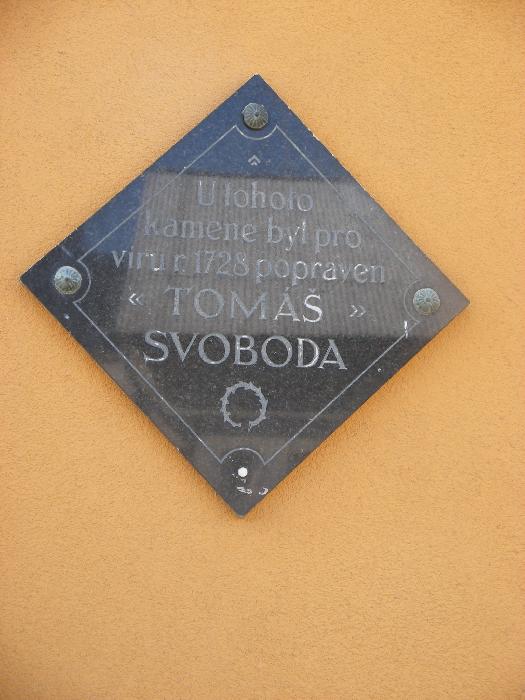 U tohoto
kamene byl pro
víru r. 1728 popraven
« TOMÁŠ »
SVOBODA